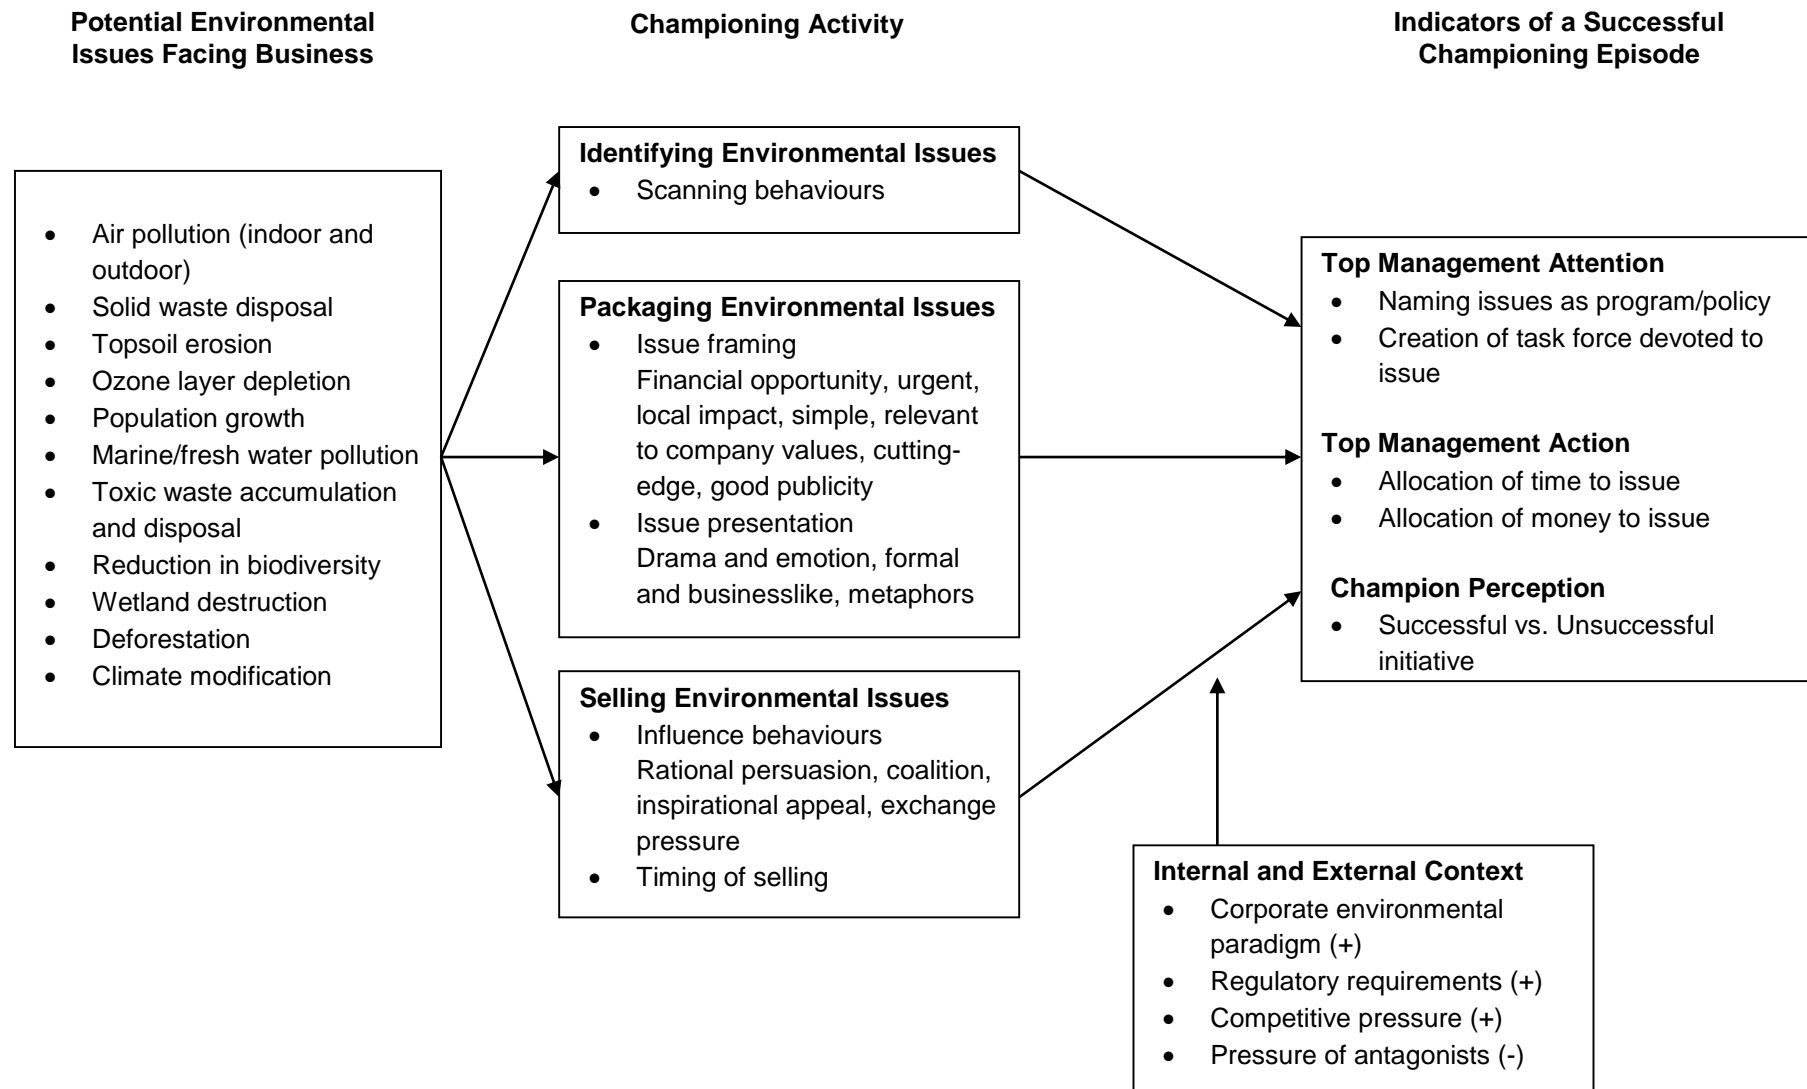 Potential Environmental
Issues Facing Business
Championing Activity
Indicators of a Successful
Championing Episode
• Air pollution (indoor and
outdoor)
• Solid waste disposal
• Topsoil erosion
• Ozone layer depletion
• Population growth
• Marine/fresh water pollution
• Toxic waste accumulation
and disposal
• Reduction in biodiversity
• Wetland destruction
• Deforestation
• Climate modification
Identifying Environmental Issues
• Scanning behaviours
Packaging Environmental Issues
• Issue framing
Financial opportunity, urgent,
local impact, simple, relevant
to company values, cutting-
edge, good publicity
• Issue presentation
Drama and emotion, formal
and businesslike, metaphors
Selling Environmental Issues
• Influence behaviours
Rational persuasion, coalition,
inspirational appeal, exchange
pressure
• Timing of selling
Top Management Attention
• Naming issues as program/policy
• Creation of task force devoted to
issue
Top Management Action
• Allocation of time to issue
• Allocation of money to issue
Champion Perception
• Successful vs. Unsuccessful
initiative
Internal and External Context
• Corporate environmental
paradigm (+)
• Regulatory requirements (+)
• Competitive pressure (+)
• Pressure of antagonists (-)